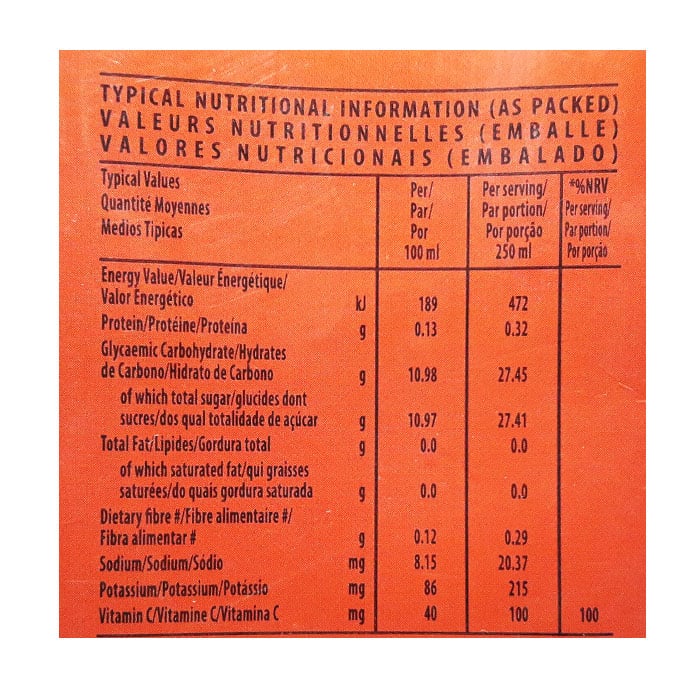 TYPICAL NUTRITIONAL INFORMATION (AS PACKED)
VALEURS NUTRITIONNELLES (EMBALLE)
VALORES NUTRICIONAIS (EMBALADO)
Typical Values
Quantité Moyennes
Medios Tipicas
Per/
Par/
Por
100 ml
Per serving/
Par portion/
Por porção
250 ml
*%NRV
Per serving/
Par portion/
Por porção
Energy Value/Valeur Énergétique/
Valor Energético kJ 189 472
Protein/Protéine/Proteína g 0.13 0.32
Glycaemic Carbohydrate/Hydrates
de Carbono/Hidrato de Carbono g 10.98 27.45
of which total sugar/glucides dont
sucres/dos qual totalidade de açúcar g 10.97 27.41
Total Fat/Lipides/Gordura total g 0.0 0.0
of which saturated fat/qui graisses
saturées/do quais gordura saturada g 0.0 0.0
Dietary fibre #/Fibre alimentaire #/
Fibra alimentar # g 0.12 0.29
Sodium/Sodium/Sódio mg 8.15 20.37
Potassium/Potassium/Potássio mg 86 215
Vitamin C/Vitamine C/Vitamina C mg 40 100 100